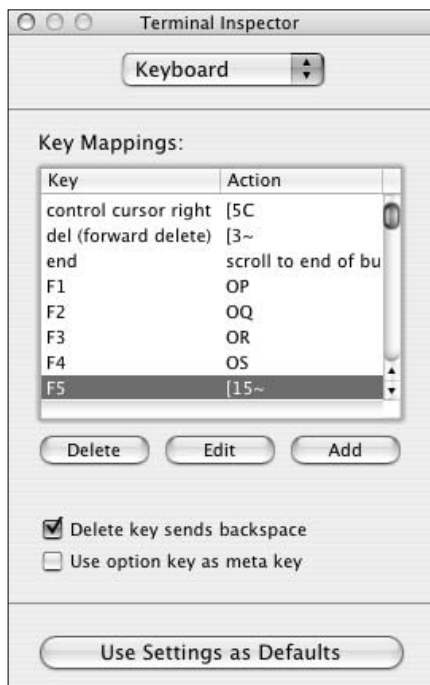 Terminal Inspector
Keyboard
Key Mappings:
Key Action
control cursor right [5C
del (forward delete) [3~
end scroll to end of bu
F1 OP
F2 OQ
F3 OR
F4 OS
F5 [15~
Delete Edit Add
Delete key sends backspace
Use option key as meta key
Use Settings as Defaults